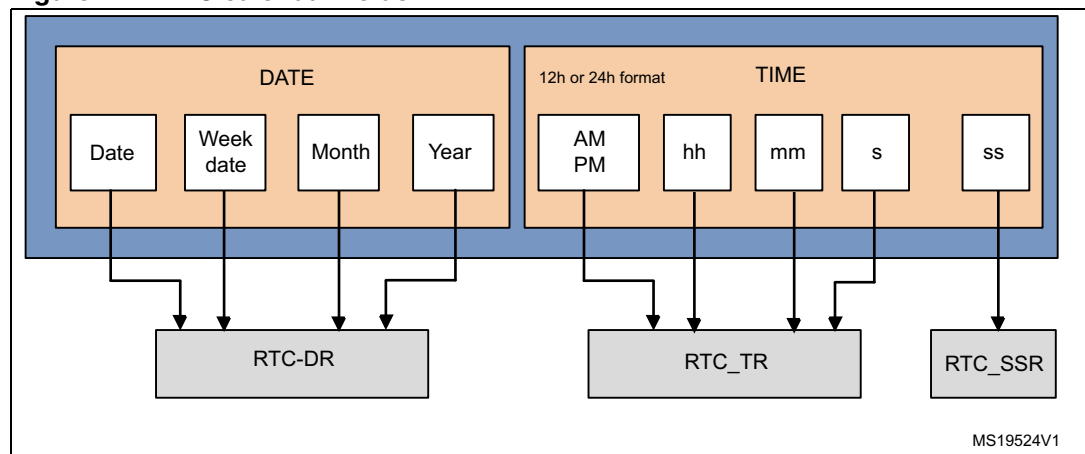 DATE
12h or 24h format
TIME
Date
Week
date
Month
Year
AM
PM
hh
mm
s
ss
RTC-DR
RTC_TR
RTC_SSR
MS19524V1